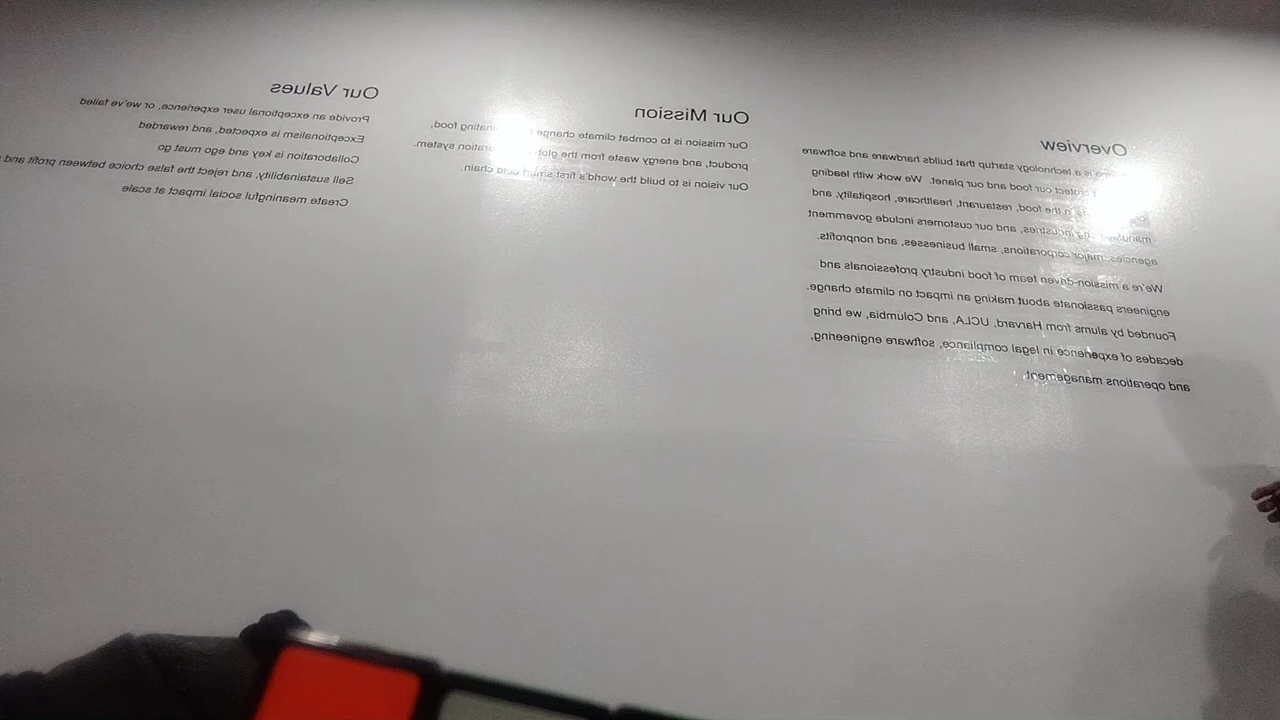 Overview
is a technology startup that builds hardware and software
protect our food and our planet. We work with leading
in the food, restaurant, healthcare, hospitality, and
industries, and our customers include government
agencies, major corporations, small businesses, and nonprofits.
We're a mission-driven team of food industry professionals and
engineers passionate about making an impact on climate change.
Founded by alums from Harvard, UCLA, and Columbia, we bring
decades of experience in legal compliance, software engineering,
and operations management.
Our Mission
Our mission is to combat climate change food,
product, and energy waste from the system.
Our vision is to build the world's first chain.
Our Values
Provide an exceptional user experience, or we've failed
Exceptionalism is expected, and rewarded
Collaboration is key and ego must go
Sell sustainability, and reject the false choice between profit and
Create meaningful social impact at scale